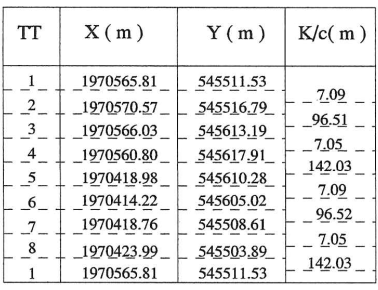 TT X ( m ) Y ( m ) K/c( m )
1 1970565.81 545511.53
7.09
2 1970570.57 545516.79
96.51
3 1970566.03 545613.19
7.05
4 1970560.80 545617.91
142.03
5 1970418.98 545610.28
7.09
6 1970414.22 545605.02
96.52
7 1970418.76 545508.61
7.05
8 1970423.99 545503.89
142.03
1 1970565.81 545511.53